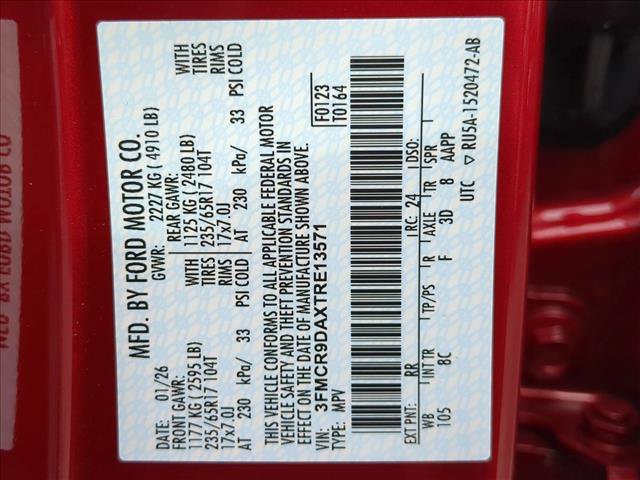 MFD. BY FORD MOTOR CO.
DATE: 01/26 GVWR: 2227 KG ( 4910 LB)
FRONT GAWR: REAR GAWR: WITH
1177 KG ( 2595 LB) 1125 KG ( 2480 LB) TIRES
235/65R17 104T 235/65R17 104T RIMS
17x7.0J 17x7.0J
AT 230 kPa/ 33 PSI COLD AT 230 kPa/ 33 PSI COLD
WITH
TIRES
RIMS
THIS VEHICLE CONFORMS TO ALL APPLICABLE FEDERAL MOTOR
VEHICLE SAFETY AND THEFT PREVENTION STANDARDS IN
EFFECT ON THE DATE OF MANUFACTURE SHOWN ABOVE.
VIN: 3FMCR9DAXTRE13571 F0123
TYPE: MPV T0164
EXT PNT: RR RC: 24 DSO:
WB INT TR TP/PS R AXLE TR SPR
105 8C F 3D 8 AAPP
UTC ▽ RU5A-1520472-AB